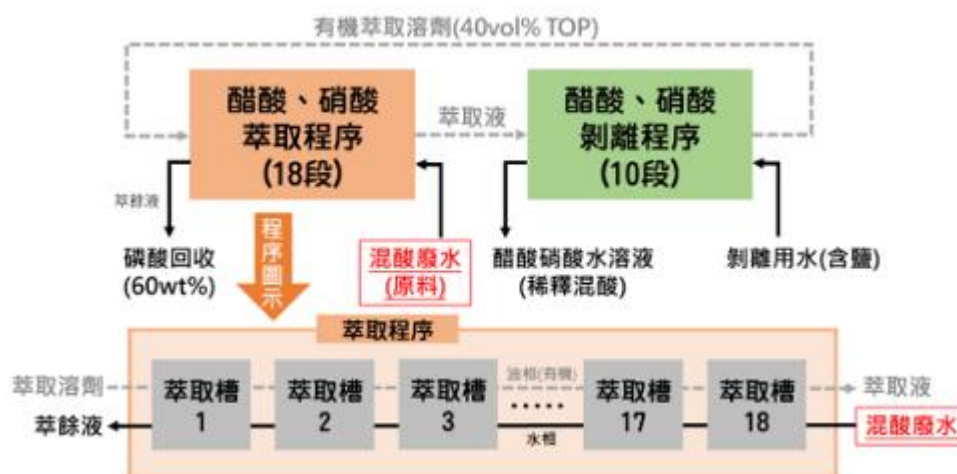 有機萃取溶劑(40vol% TOP)
醋酸、硝酸
萃取程序
(18段)
萃取液
醋酸、硝酸
剝離程序
(10段)
萃餘液
磷酸回收
(60wt%)
程序圖示
混酸廢水
(原料)
醋酸硝酸水溶液
(稀釋混酸)
剝離用水(含鹽)
萃取程序
萃取溶劑
萃餘液
萃取槽
1
萃取槽
2
萃取槽
3
油相(有機)
.....
水相
萃取槽
17
萃取槽
18
萃取液
混酸廢水